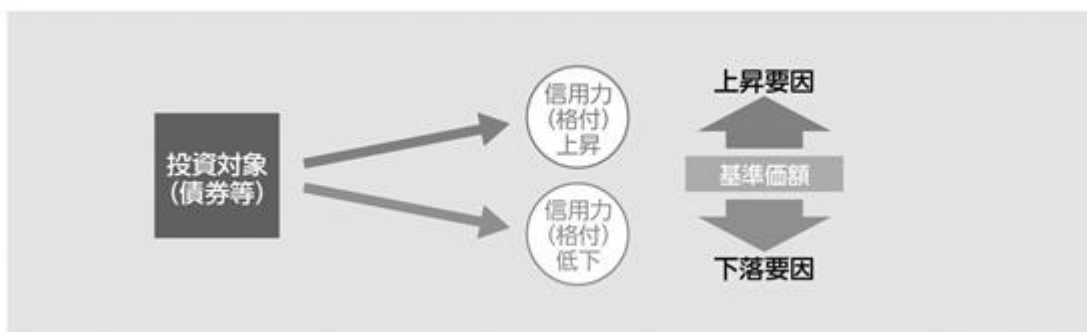 投資対象
(債券等)
信用力
(格付)
上昇
信用力
(格付)
低下
上昇要因
基準価額
下落要因